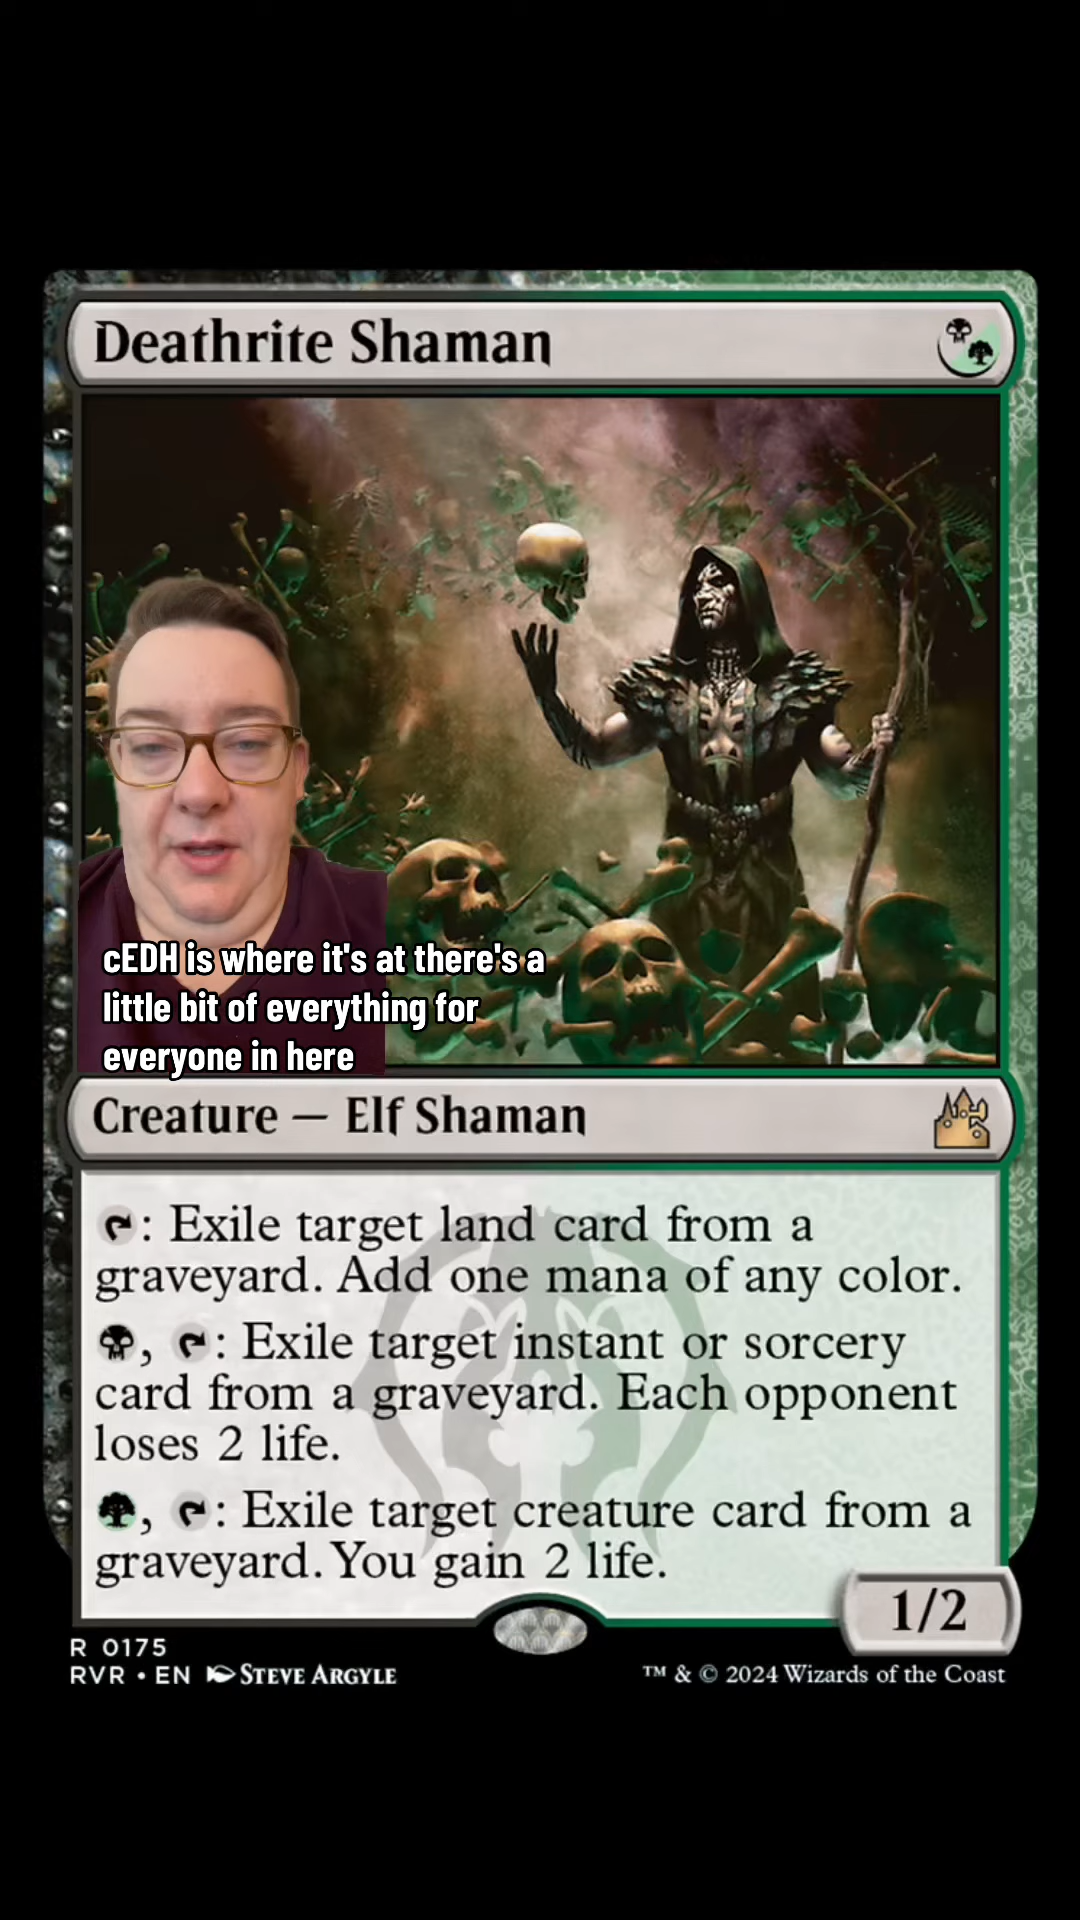 Deathrite Shaman
cEDH is where it's at there's a
little bit of everything for
everyone in here
Creature — Elf Shaman
: Exile target land card from a
graveyard. Add one mana of any color.
, : Exile target instant or sorcery
card from a graveyard. Each opponent
loses 2 life.
, : Exile target creature card from a
graveyard. You gain 2 life.
1/2
R 0175
RVR • EN STEVE ARGYLE
™ & © 2024 Wizards of the Coast